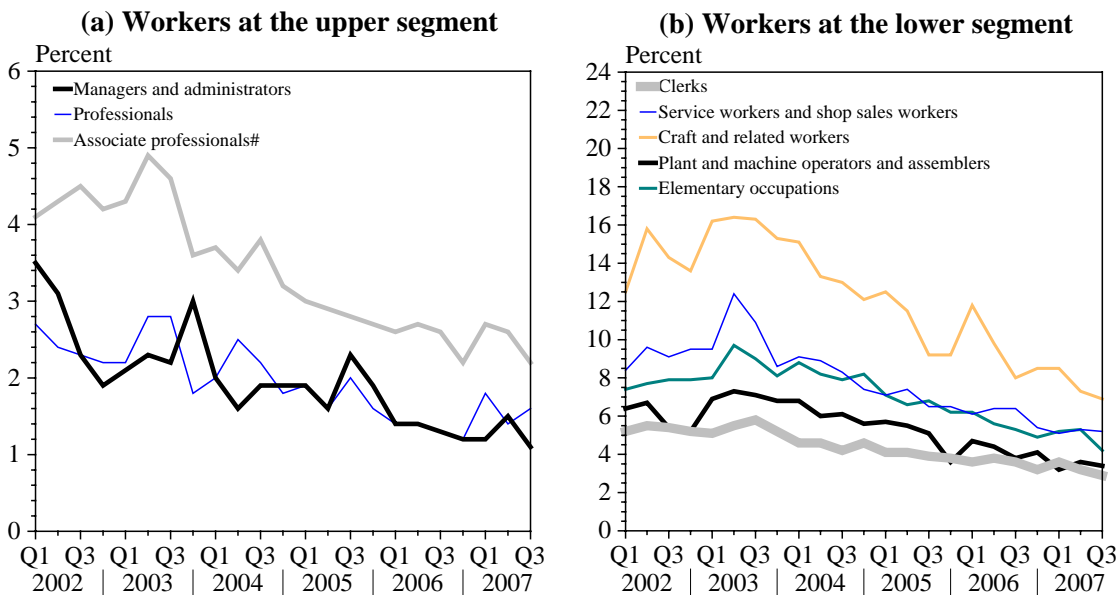 (a) Workers at the upper segment
Percent
6
5
4
3
2
1
0
Managers and administrators
Professionals
Associate professionals#
Q1 Q3 Q1 Q3 Q1 Q3 Q1 Q3 Q1 Q3 Q1 Q3
2002 2003 2004 2005 2006 2007
(b) Workers at the lower segment
Percent
24
22
20
18
16
14
12
10
8
6
4
2
0
Clerks
Service workers and shop sales workers
Craft and related workers
Plant and machine operators and assemblers
Elementary occupations
Q1 Q3 Q1 Q3 Q1 Q3 Q1 Q3 Q1 Q3 Q1 Q3
2002 2003 2004 2005 2006 2007